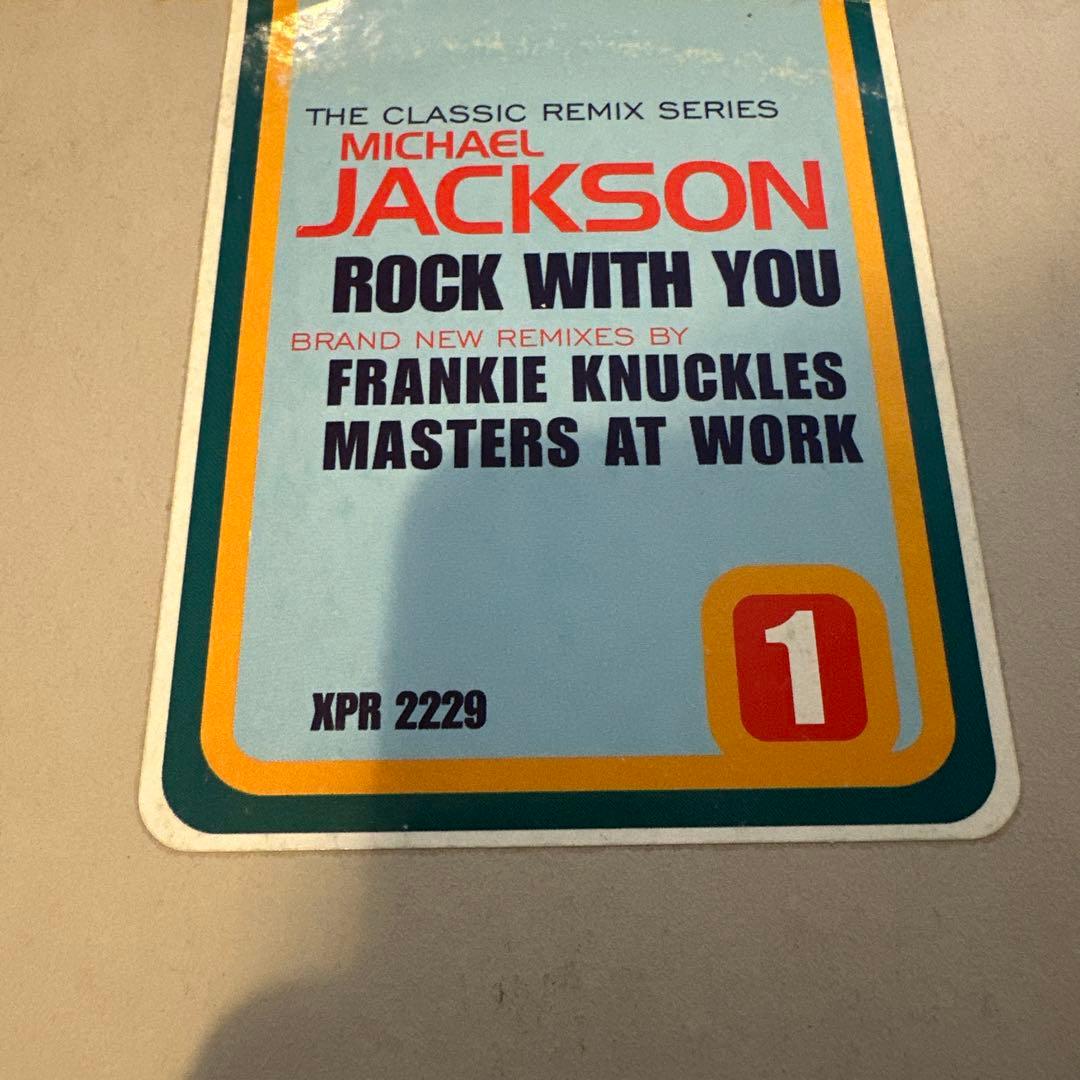 THE CLASSIC REMIX SERIES
MICHAEL
JACKSON
ROCK WITH YOU
BRAND NEW REMIXES BY
FRANKIE KNUCKLES
MASTERS AT WORK
1
XPR 2229